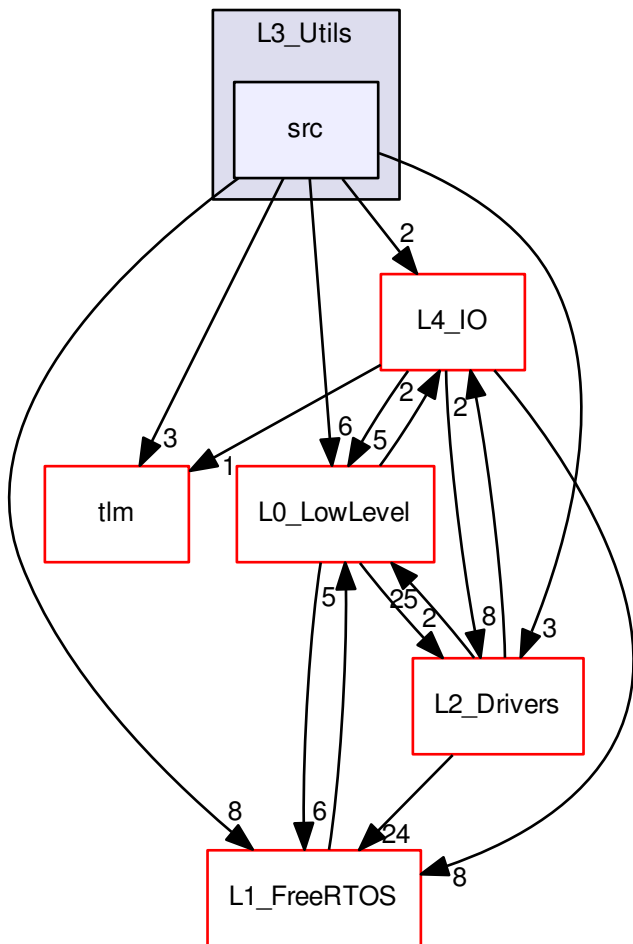 L3_Utils
src
2
L4_IO
3
6
5
2
2
1
tlm
L0_LowLevel
5
25
2
8
3
L2_Drivers
8
6
24
8
L1_FreeRTOS